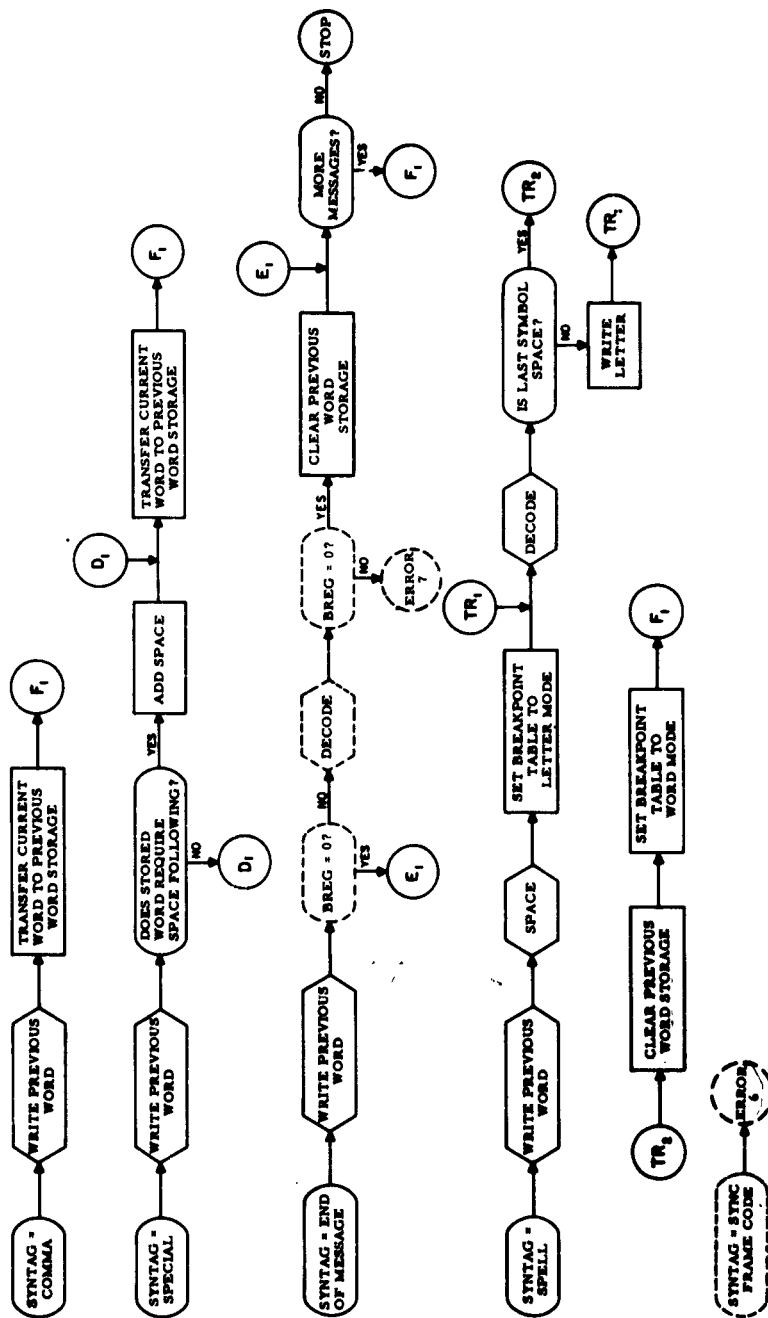 SYNTAG =
COMMA
WRITE PREVIOUS
WORD
TRANSFER CURRENT
WORD TO PREVIOUS
WORD STORAGE
F1
SYNTAG =
SPECIAL
WRITE PREVIOUS
WORD
DOES STORED
WORD REQUIRE
SPACE FOLLOWING?
NO
D1
YES
ADD SPACE
D1
TRANSFER CURRENT
WORD TO PREVIOUS
WORD STORAGE
F1
SYNTAG = END
OF MESSAGE
WRITE PREVIOUS
WORD
BREG = 0?
YES
E1
NO
DECODE
BREG = 0?
NO
ERROR
7
YES
CLEAR PREVIOUS
WORD
STORAGE
E1
MORE
MESSAGES?
YES
F1
NO
STOP
SYNTAG =
SPELL
WRITE PREVIOUS
WORD
SPACE
SET BREAKPOINT
TABLE TO
LETTER MODE
TR1
DECODE
IS LAST SYMBOL
SPACE?
YES
TR2
NO
WRITE
LETTER
TR1
TR2
CLEAR PREVIOUS
WORD STORAGE
SET BREAKPOINT
TABLE TO
WORD MODE
F1
SYNTAG = SYNC
FRAME CODE
ERROR
6